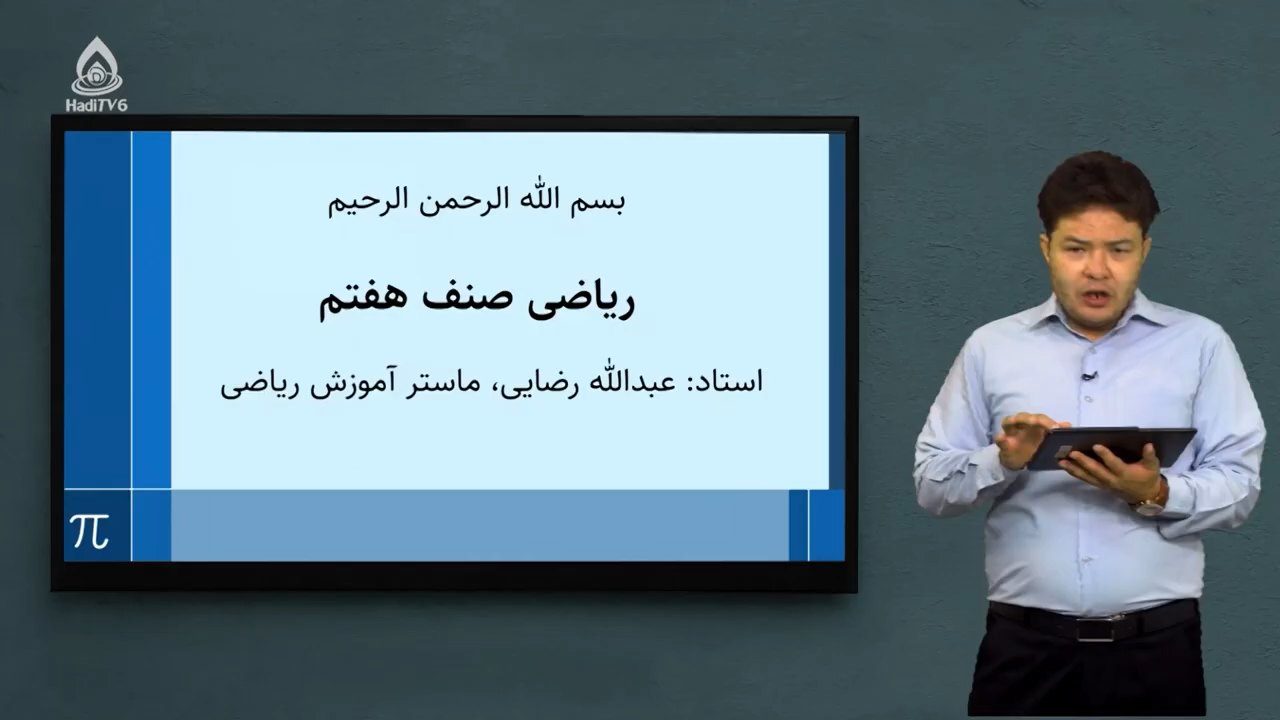 HadiTV6
بسم الله الرحمن الرحیم
ریاضی صنف هفتم
استاد: عبدالله رضایی، ماستر آموزش ریاضی
π